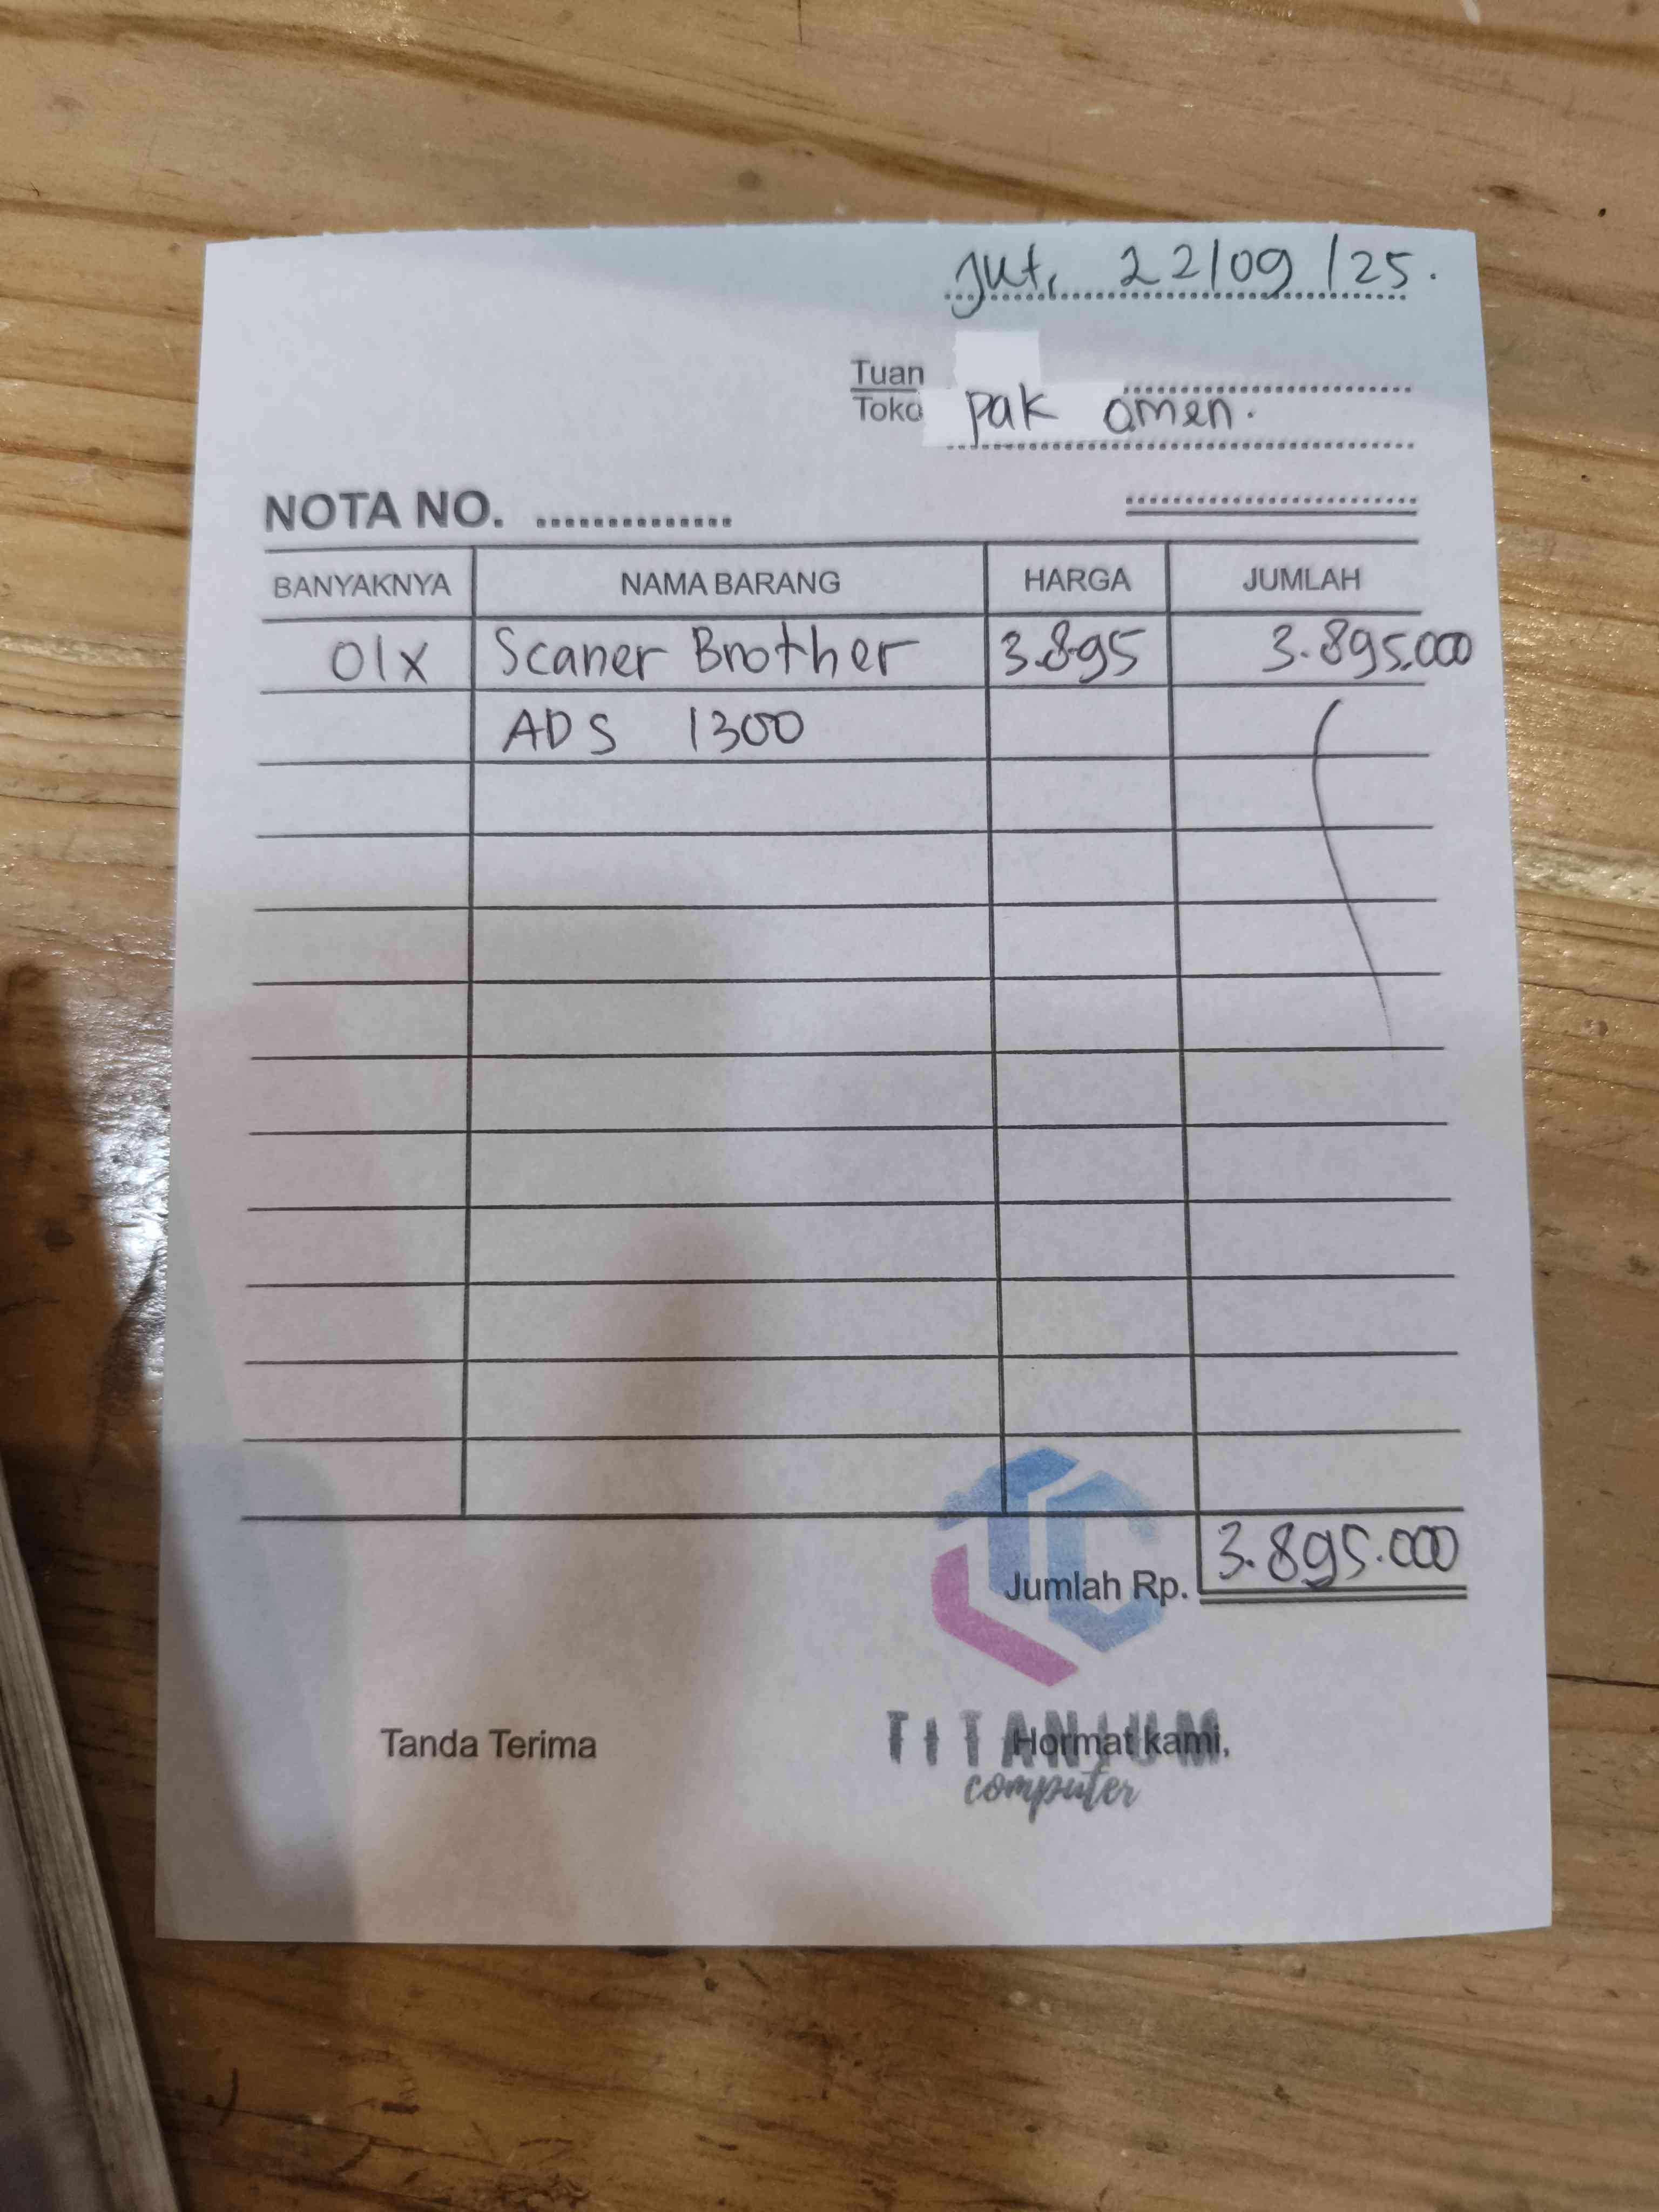 Jkt, 22/09/25.
Tuan
Toko pak amen.
NOTA NO. ..............
BANYAKNYA NAMA BARANG HARGA JUMLAH
01x Scaner Brother 3.895 3.895.000
ADS 1300
Jumlah Rp. 3.895.000
Tanda Terima Hormat kami,
TITANIUM
computer